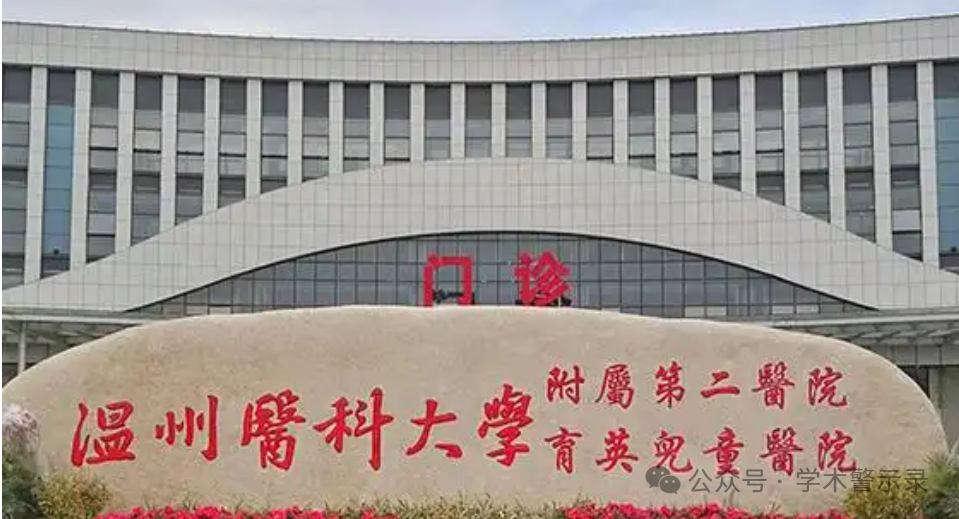 门诊
温州醫科大學
附屬第二醫院
育英兒童醫院
公众号·学术警示录